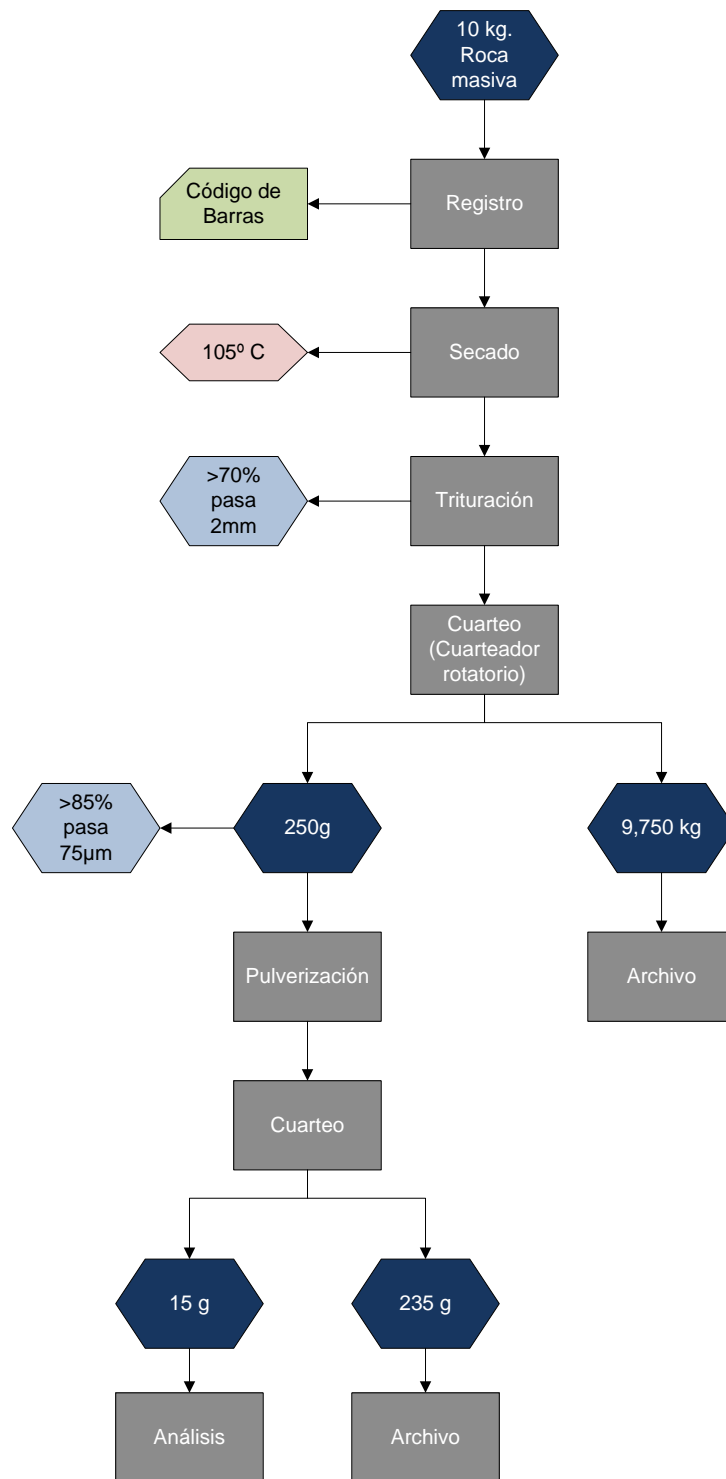 10 kg.
Roca
masiva
Código de
Barras
Registro
105º C
Secado
>70%
pasa
2mm
Trituración
Cuarteo
(Cuarteador
rotatorio)
>85%
pasa
75µm
250g
9,750 kg
Pulverización
Archivo
Cuarteo
15 g
235 g
Análisis
Archivo